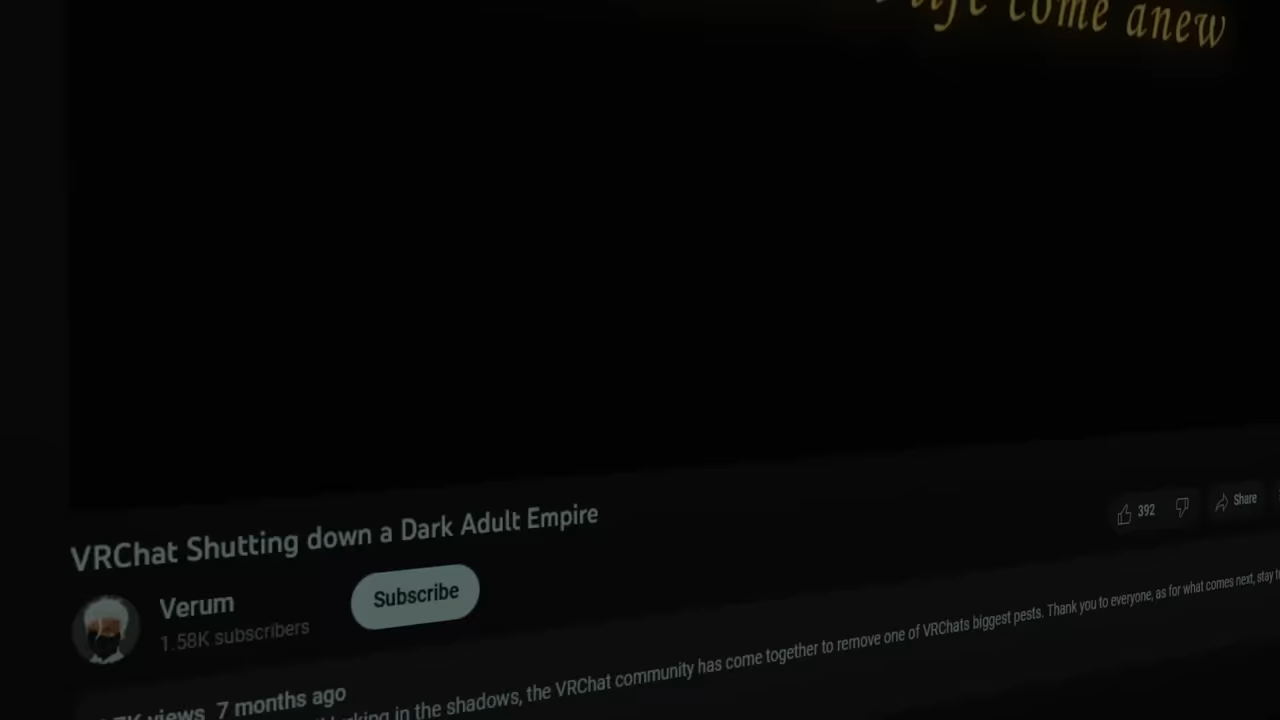 come anew
VRChat Shutting down a Dark Adult Empire
392
Share
Verum
Subscribe
1.58K subscribers
views 7 months ago
in the shadows, the VRChat community has come together to remove one of VRChats biggest pests. Thank you to everyone, as for what comes next, stay